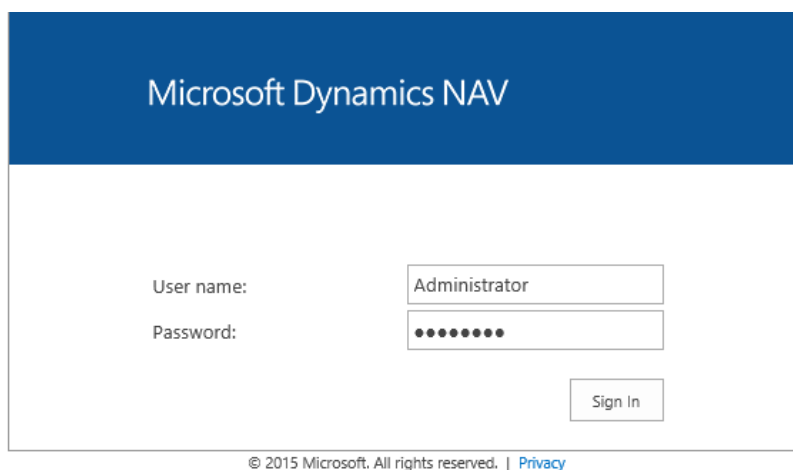 Microsoft Dynamics NAV
User name: Administrator
Password: ●●●●●●●●
Sign In
© 2015 Microsoft. All rights reserved. | Privacy